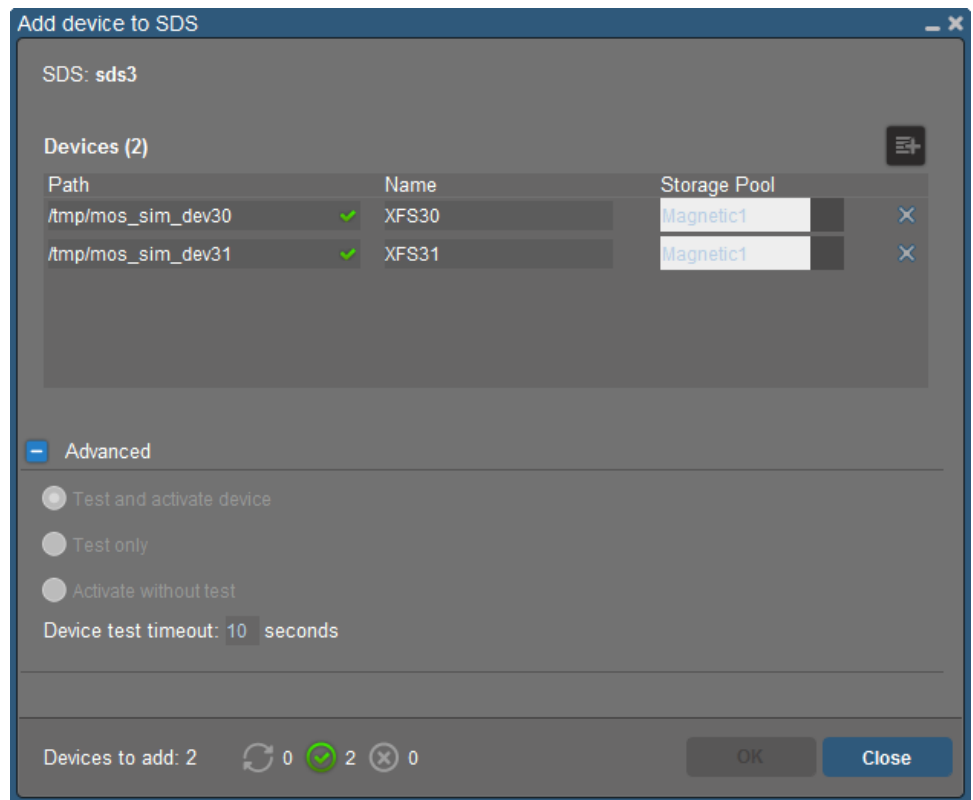 Add device to SDS
SDS: sds3
Devices (2)
Path Name Storage Pool
/tmp/mos_sim_dev30 XFS30 Magnetic1
/tmp/mos_sim_dev31 XFS31 Magnetic1
Advanced
Test and activate device
Test only
Activate without test
Device test timeout: 10 seconds
Devices to add: 2 0 2 0 OK Close